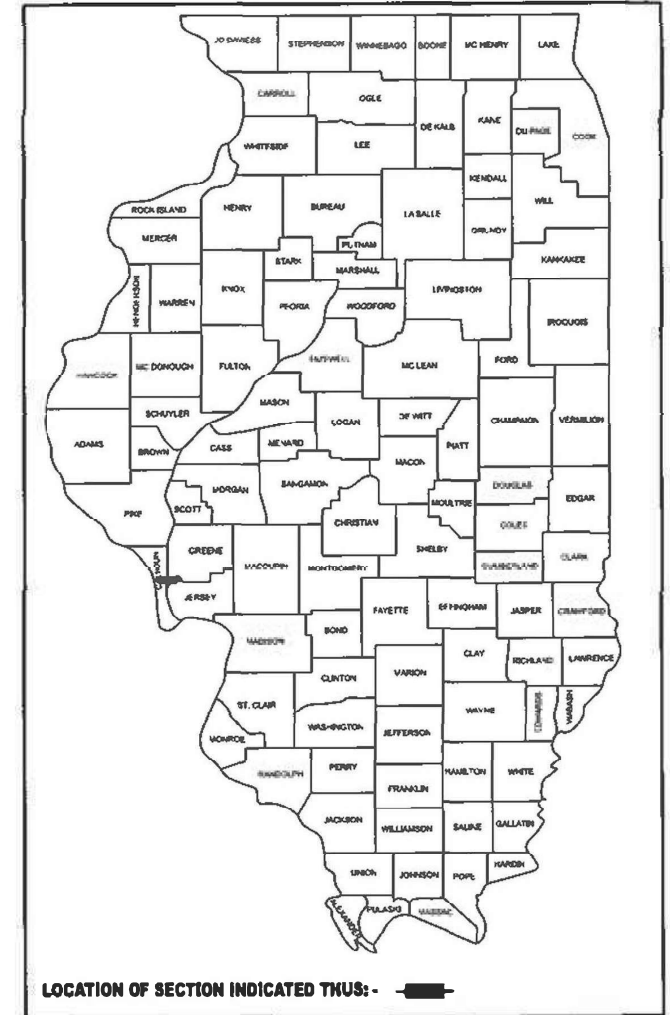 JO DAVIESS STEPHENSON WINNEBAGO BOONE MC HENRY LAKE
CARROLL OGLE
DE KALB KANE DU PAGE COOK
WHITESIDE LEE
KENDALL
ROCK ISLAND HENRY BUREAU LA SALLE WILL
MERCER PUTNAM GRUNDY
STARK MARSHALL KANKAKEE
HENDERSON WARREN KNOX PEORIA WOODFORD LIVINGSTON IROQUOIS
HANCOCK MC DONOUGH FULTON TAZEWELL MC LEAN FORD
MASON
SCHUYLER LOGAN DE WITT CHAMPAIGN VERMILION
ADAMS BROWN CASS MENARD PIATT
MACON
MORGAN SANGAMON DOUGLAS EDGAR
PIKE SCOTT CHRISTIAN MOULTRIE COLES
GREENE MACOUPIN MONTGOMERY SHELBY CUMBERLAND CLARK
CALHOUN JERSEY FAYETTE EFFINGHAM JASPER CRAWFORD
MADISON BOND CLAY RICHLAND LAWRENCE
CLINTON MARION
ST. CLAIR WASHINGTON WAYNE EDWARDS WABASH
MONROE JEFFERSON
RANDOLPH PERRY HAMILTON WHITE
FRANKLIN
JACKSON WILLIAMSON SALINE GALLATIN
UNION JOHNSON POPE HARDIN
ALEXANDER PULASKI MASSAC
LOCATION OF SECTION INDICATED THUS: -